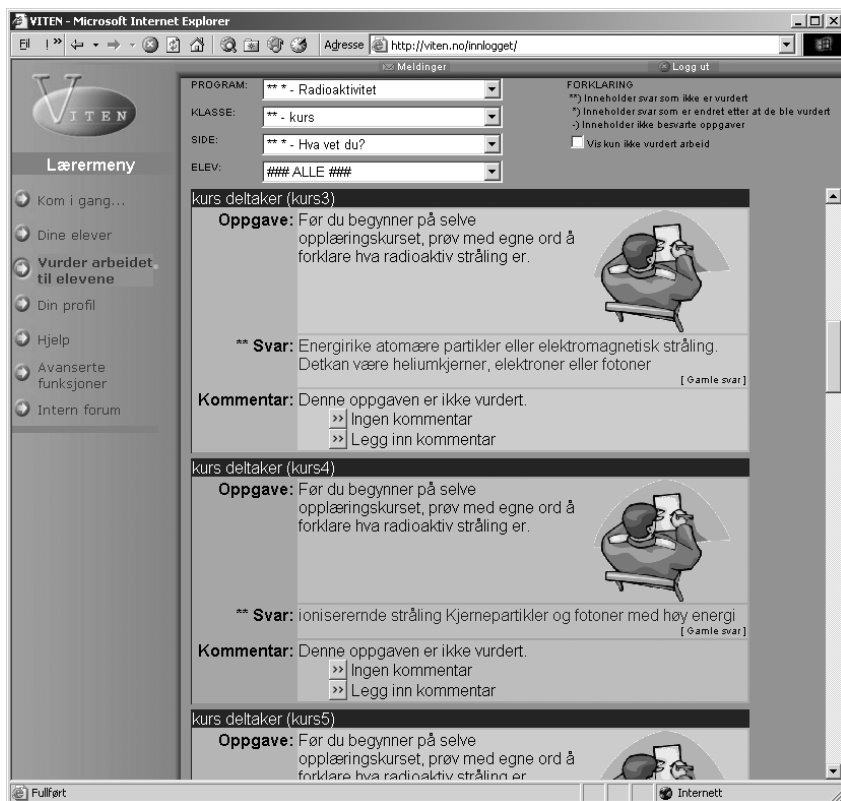 VITEN - Microsoft Internet Explorer
Adresse http://viten.no/innlogget/
Meldinger Logg ut
VITEN
Lærermeny
Kom i gang...
Dine elever
Vurder arbeidet
til elevene
Din profil
Hjelp
Avanserte
funksjoner
Intern forum
PROGRAM: ** * - Radioaktivitet
KLASSE: ** - kurs
SIDE: ** * - Hva vet du?
ELEV: ### ALLE ###
FORKLARING
**) Inneholder svar som ikke er vurdert
*) Inneholder svar som er endret etter at de ble vurdert
-) Inneholder ikke besvarte oppgaver
Vis kun ikke vurdert arbeid
kurs deltaker (kurs3)
Oppgave: Før du begynner på selve
opplæringskurset, prøv med egne ord å
forklare hva radioaktiv stråling er.
** Svar: Energirike atomære partikler eller elektromagnetisk stråling.
Detkan være heliumkjerner, elektroner eller fotoner
[ Gamle svar ]
Kommentar: Denne oppgaven er ikke vurdert.
>> Ingen kommentar
>> Legg inn kommentar
kurs deltaker (kurs4)
Oppgave: Før du begynner på selve
opplæringskurset, prøv med egne ord å
forklare hva radioaktiv stråling er.
** Svar: ioniserernde stråling Kjernepartikler og fotoner med høy energi
[ Gamle svar ]
Kommentar: Denne oppgaven er ikke vurdert.
>> Ingen kommentar
>> Legg inn kommentar
kurs deltaker (kurs5)
Oppgave: Før du begynner på selve
opplæringskurset, prøv med egne ord å
forklare hva radioaktiv stråling er.
Fullført
Internett